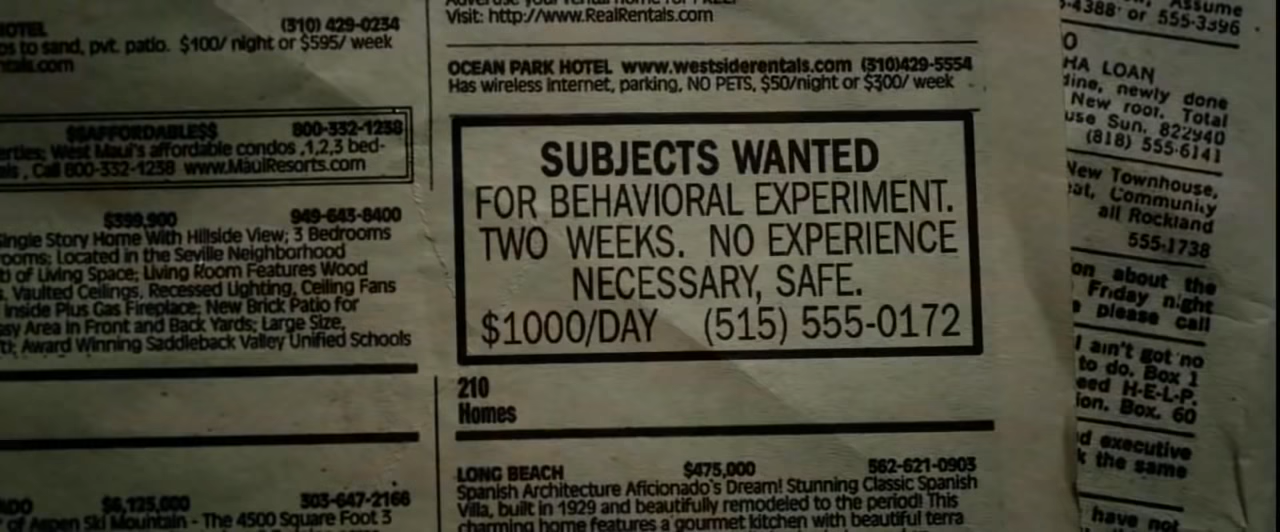 HOTEL
(310) 429-0234
os to sand, pvt. patio. $100/ night or $595/ week
ntals.com
$$AFFORDABLE$$ 800-332-1238
erties; West Maui's affordable condos ,1,2,3 bed-
als , Call 800-332-1238 www.MauiResorts.com
$399,900 949-643-8400
Single Story Home With Hillside View; 3 Bedrooms
rooms; Located in the Seville Neighborhood
t) of Living Space; Living Room Features Wood
s, Vaulted Ceilings, Recessed Lighting, Ceiling Fans
Inside Plus Gas Fireplace; New Brick Patio for
asy Area in Front and Back Yards; Large Size,
t); Award Winning Saddleback Valley Unified Schools
$6,125,000 303-647-2166
of Aspen Ski Mountain - The 4500 Square Foot 3
Visit: http://www.RealRentals.com
OCEAN PARK HOTEL www.westsiderentals.com (310)429-5554
Has wireless internet, parking, NO PETS, $50/night or $300/ week
SUBJECTS WANTED
FOR BEHAVIORAL EXPERIMENT.
TWO WEEKS. NO EXPERIENCE
NECESSARY, SAFE.
$1000/DAY (515) 555-0172
210
Homes
LONG BEACH $475,000 562-621-0903
Spanish Architecture Aficionado's Dream! Stunning Classic Spanish
Villa, built in 1929 and beautifully remodeled to the period! This
charming home features a gourmet kitchen with beautiful terra
Assume
-4388 or 555-3396
HA LOAN
dine, newly done
New roof. Total
use Sun. 822940
(818) 555-6141
New Townhouse,
eat, Community
all Rockland
555-1738
on about the
Friday night
please call
I ain't got no
to do. Box 1
eed H-E-L-P.
ion. Box. 60
d executive
k the same
have not